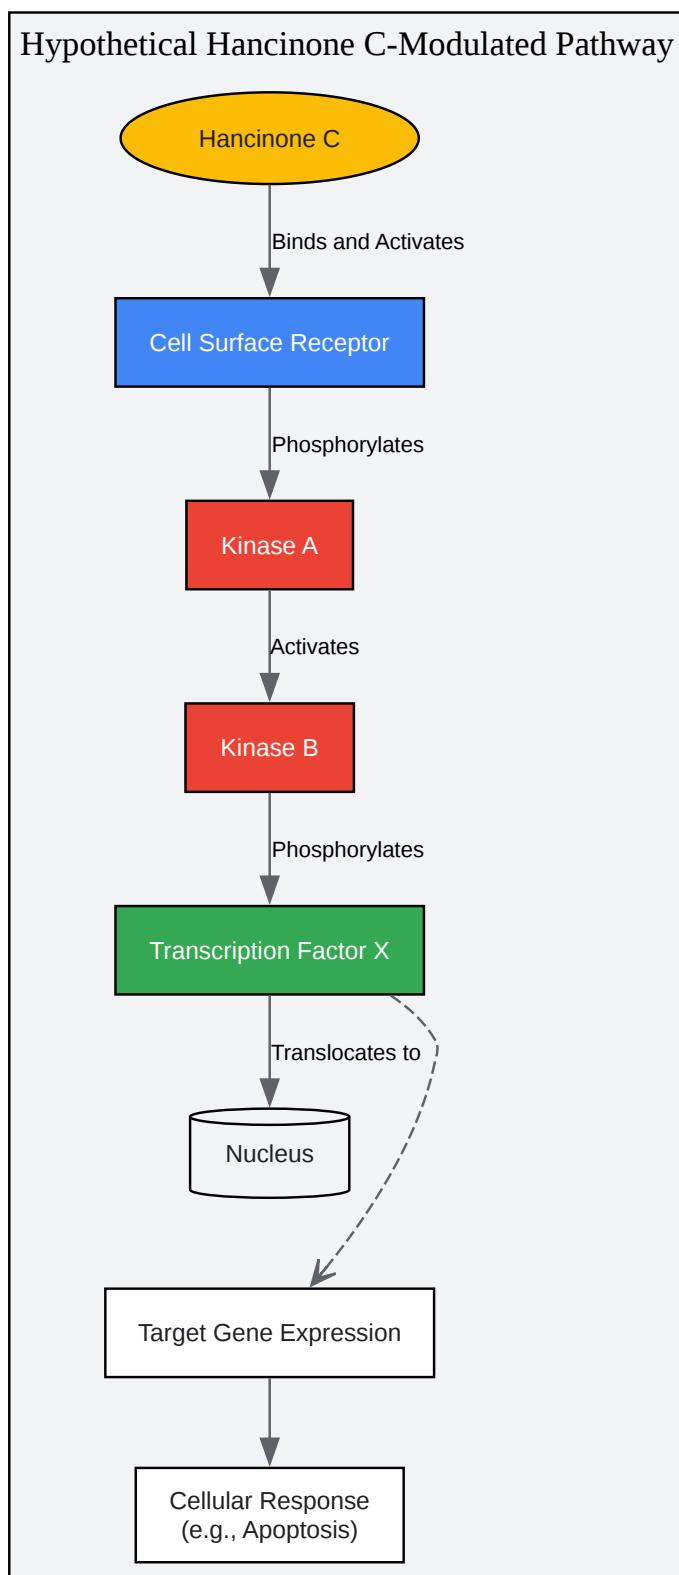 Hypothetical Hancinone C-Modulated Pathway
Hancinone C
Binds and Activates
Cell Surface Receptor
Phosphorylates
Kinase A
Activates
Kinase B
Phosphorylates
Transcription Factor X
Translocates to
Nucleus
Target Gene Expression
Cellular Response
(e.g., Apoptosis)